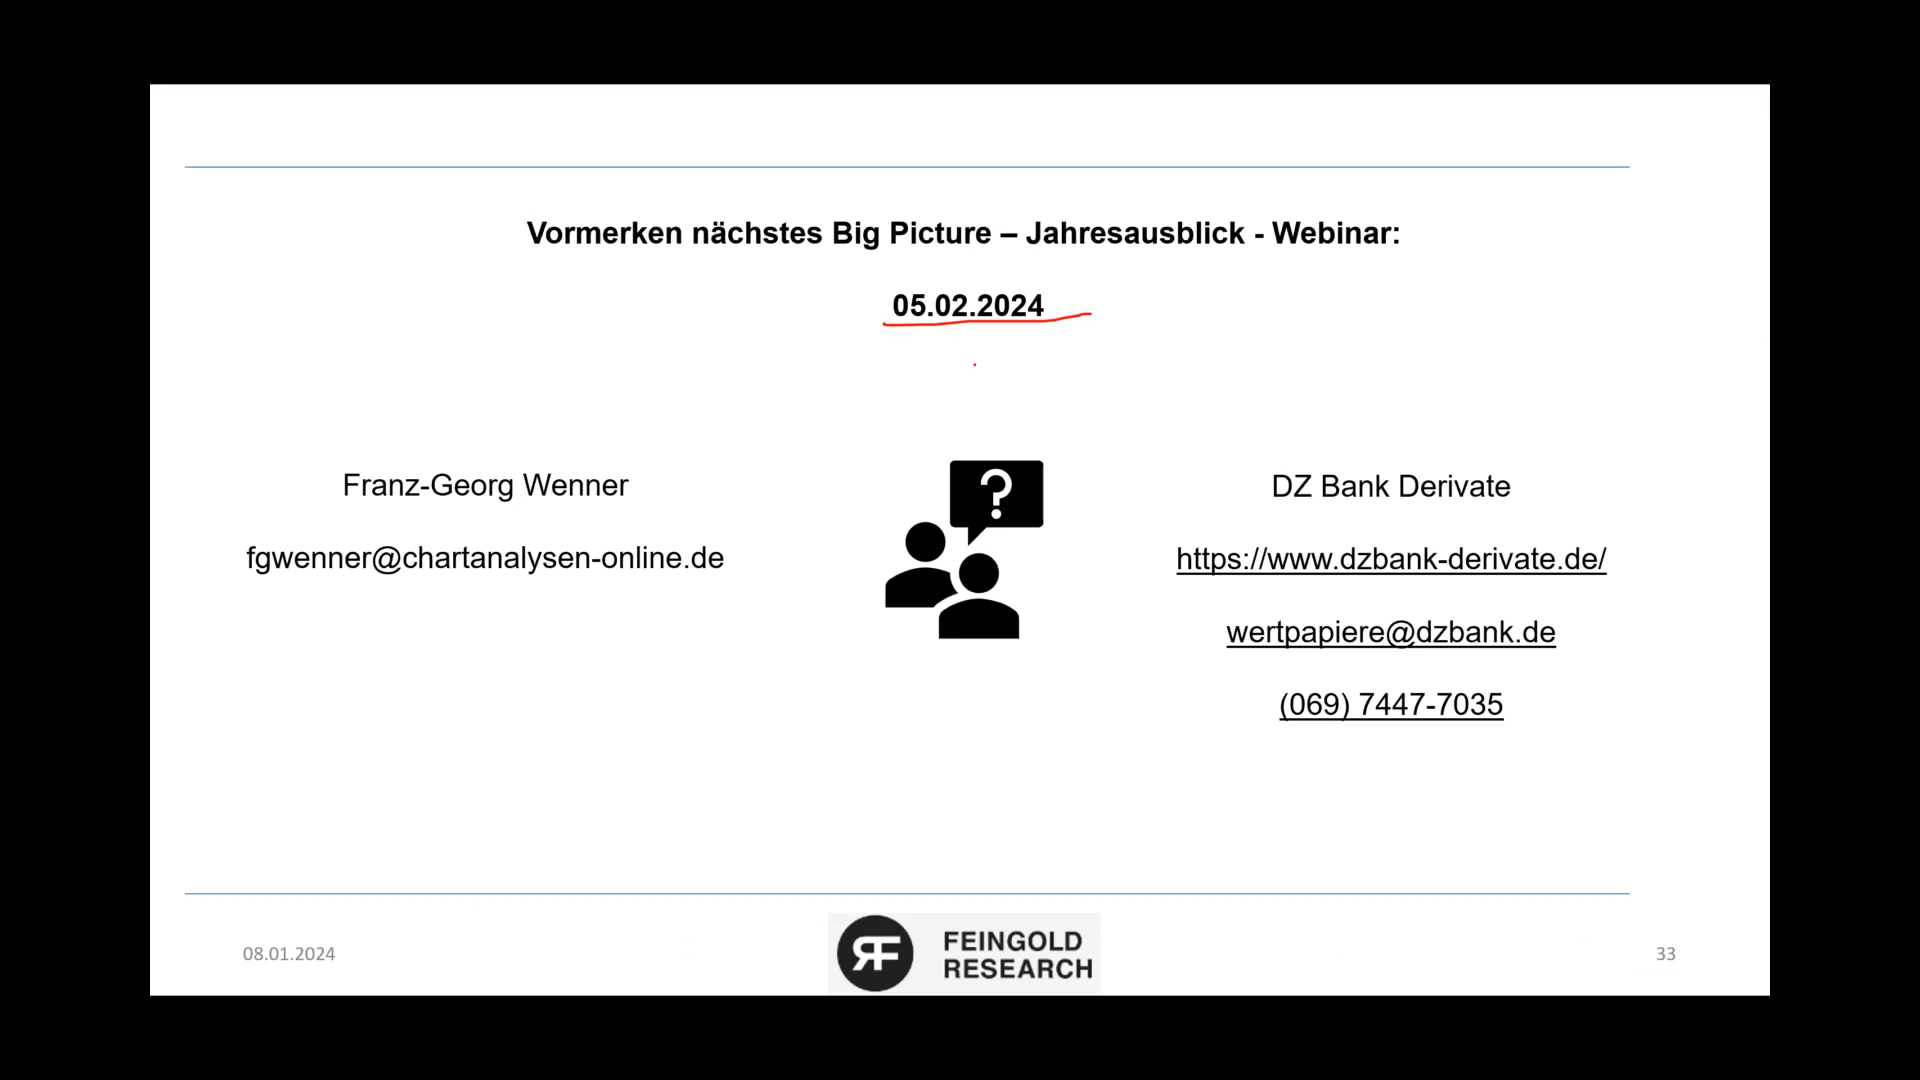 Vormerken nächstes Big Picture – Jahresausblick - Webinar:
05.02.2024
Franz-Georg Wenner
fgwenner@chartanalysen-online.de
?
DZ Bank Derivate
https://www.dzbank-derivate.de/
wertpapiere@dzbank.de
(069) 7447-7035
08.01.2024
RF
FEINGOLD
RESEARCH
33